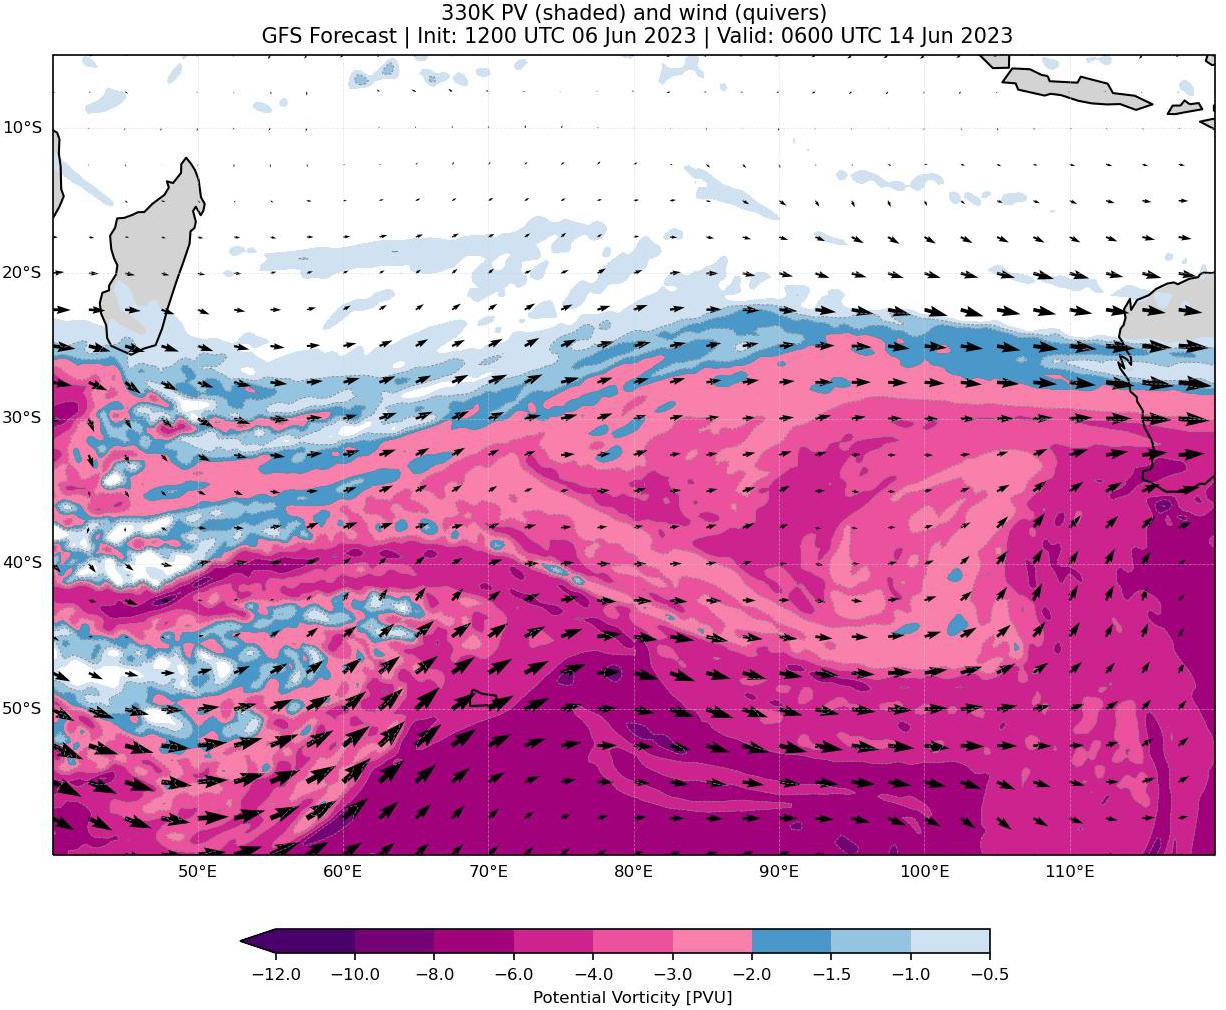 330K PV (shaded) and wind (quivers)
GFS Forecast | Init: 1200 UTC 06 Jun 2023 | Valid: 0600 UTC 14 Jun 2023
10°S
20°S
30°S
40°S
50°S
50°E 60°E 70°E 80°E 90°E 100°E 110°E
−12.0 −10.0 −8.0 −6.0 −4.0 −3.0 −2.0 −1.5 −1.0 −0.5
Potential Vorticity [PVU]